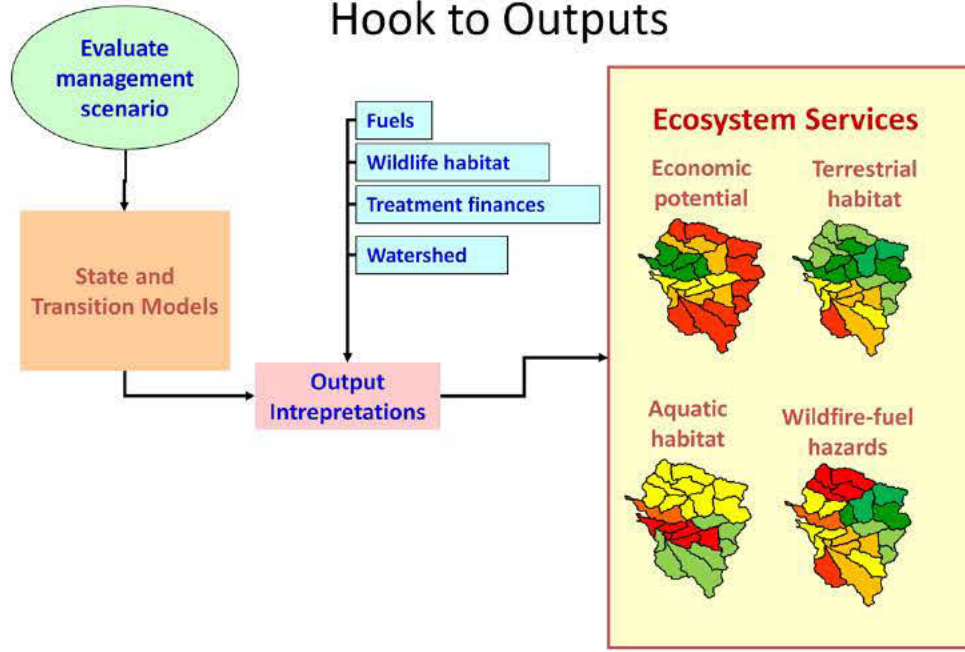 Hook to Outputs
Evaluate
management
scenario
State and
Transition Models
Fuels
Wildlife habitat
Treatment finances
Watershed
Output
Intrepretations
Ecosystem Services
Economic
potential
Terrestrial
habitat
Aquatic
habitat
Wildfire-fuel
hazards